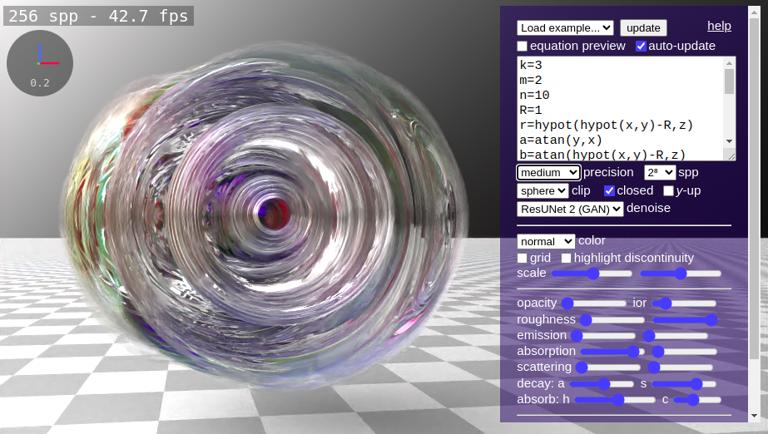 256 spp - 42.7 fps
0.2
Load example... update help
equation preview auto-update
k=3
m=2
n=10
R=1
r=hypot(hypot(x,y)-R,z)
a=atan(y,x)
b=atan(hypot(x,y)-R,z)
medium precision 2⁸ spp
sphere clip closed y-up
ResUNet 2 (GAN) denoise
normal color
grid highlight discontinuity
scale
opacity ior
roughness
emission
absorption
scattering
decay: a s
absorb: h c